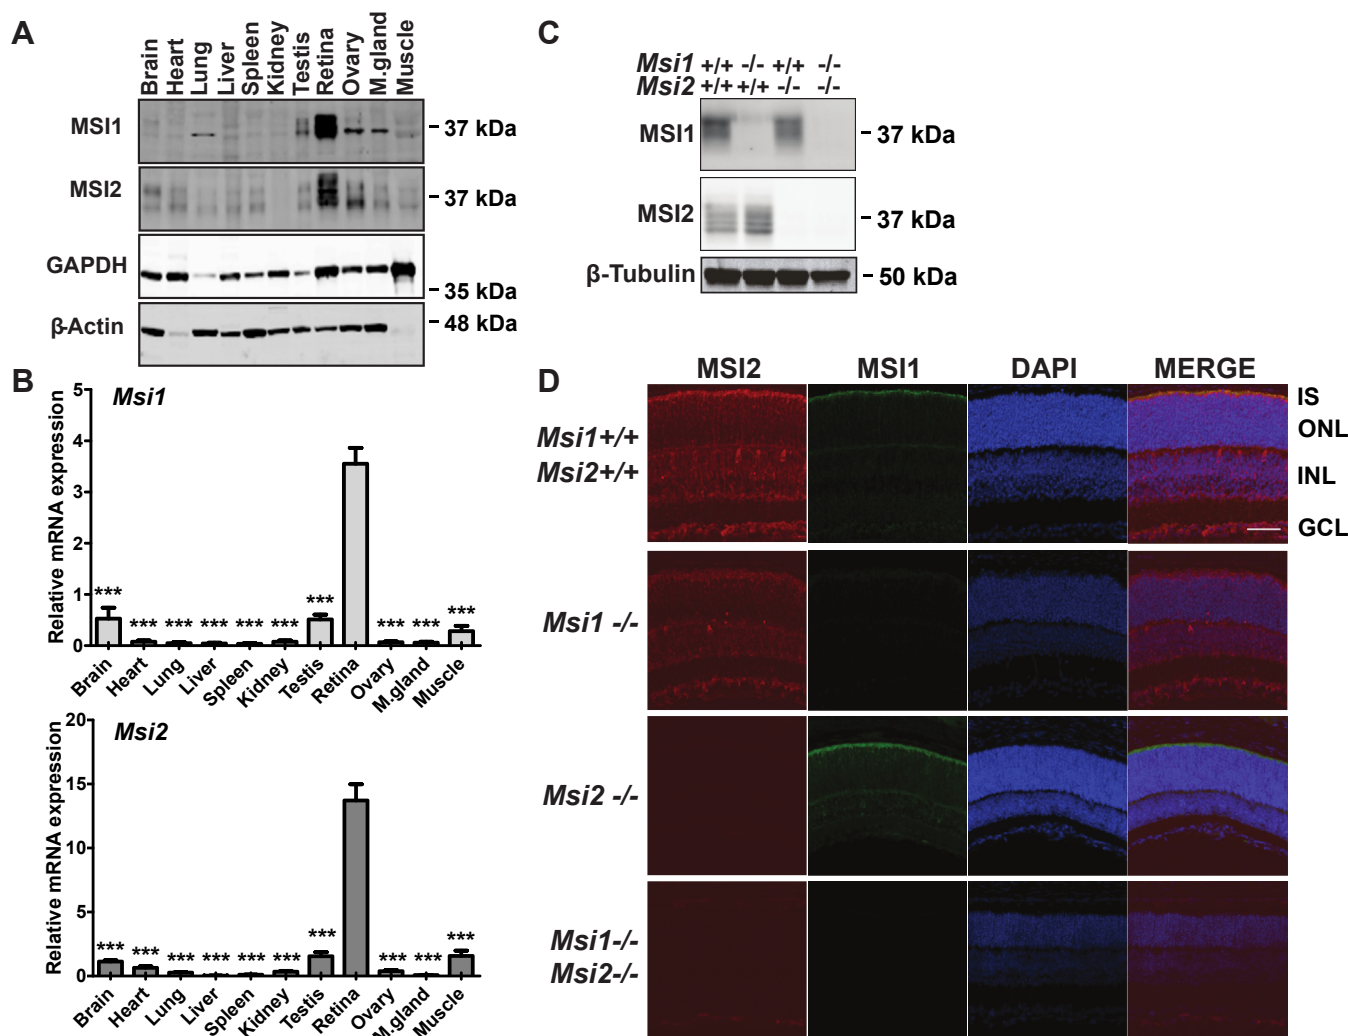 A
Brain
Heart
Lung
Liver
Spleen
Kidney
Testis
Retina
Ovary
M.gland
Muscle
MSI1
37 kDa
MSI2
37 kDa
GAPDH
35 kDa
β-Actin
48 kDa
B
Msi1
Relative mRNA expression
5
4
3
2
1
0
*** *** *** *** *** *** *** *** *** ***
Brain
Heart
Lung
Liver
Spleen
Kidney
Testis
Retina
Ovary
M.gland
Muscle
Msi2
Relative mRNA expression
20
15
10
5
0
*** *** *** *** *** *** *** *** *** ***
Brain
Heart
Lung
Liver
Spleen
Kidney
Testis
Retina
Ovary
M.gland
Muscle
C
Msi1 +/+ -/- +/+ -/-
Msi2 +/+ +/+ -/- -/-
MSI1
37 kDa
MSI2
37 kDa
β-Tubulin
50 kDa
D
MSI2 MSI1 DAPI MERGE
Msi1+/+
Msi2+/+
IS
ONL
INL
GCL
Msi1 -/-
Msi2 -/-
Msi1-/-
Msi2-/-